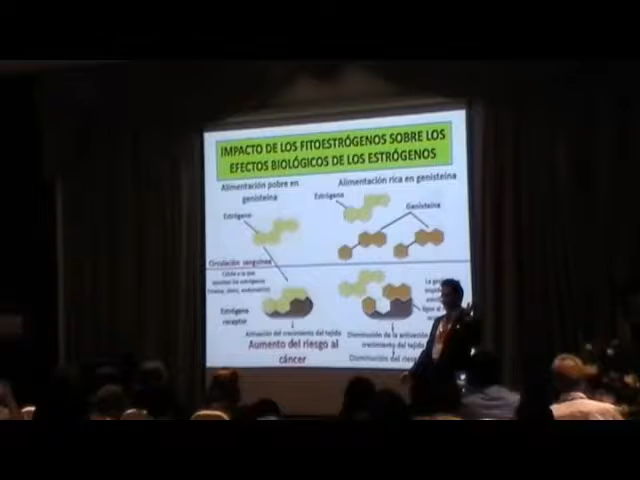 IMPACTO DE LOS FITOESTRÓGENOS SOBRE LOS
EFECTOS BIOLÓGICOS DE LOS ESTRÓGENOS
Alimentación pobre en
genisteína
Estrógeno
Circulación sanguínea
Estrógeno
receptor
Activación del crecimiento del tejido
Aumento del riesgo al
cáncer
Alimentación rica en genisteína
Estrógeno
Genisteína
Disminución de la activación
crecimiento del tejido
Disminución del